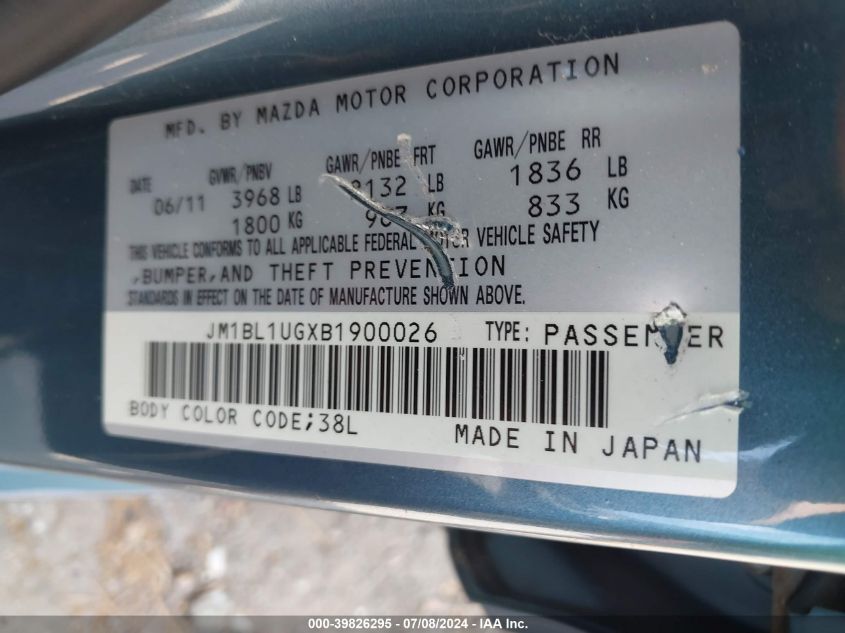 MFD. BY MAZDA MOTOR CORPORATION
DATE GVWR/PNBV GAWR/PNBE FRT GAWR/PNBE RR
06/11 3968 LB LB 1836 LB
1800 KG KG 833 KG
THIS VEHICLE CONFORMS TO ALL APPLICABLE FEDERAL MOTOR VEHICLE SAFETY
,BUMPER,AND THEFT PREVENTION
STANDARDS IN EFFECT ON THE DATE OF MANUFACTURE SHOWN ABOVE.
JM1BL1UGXB1900026 TYPE: PASSENGER
BODY COLOR CODE;38L
MADE IN JAPAN
000-39826295 - 07/08/2024 - IAA Inc.